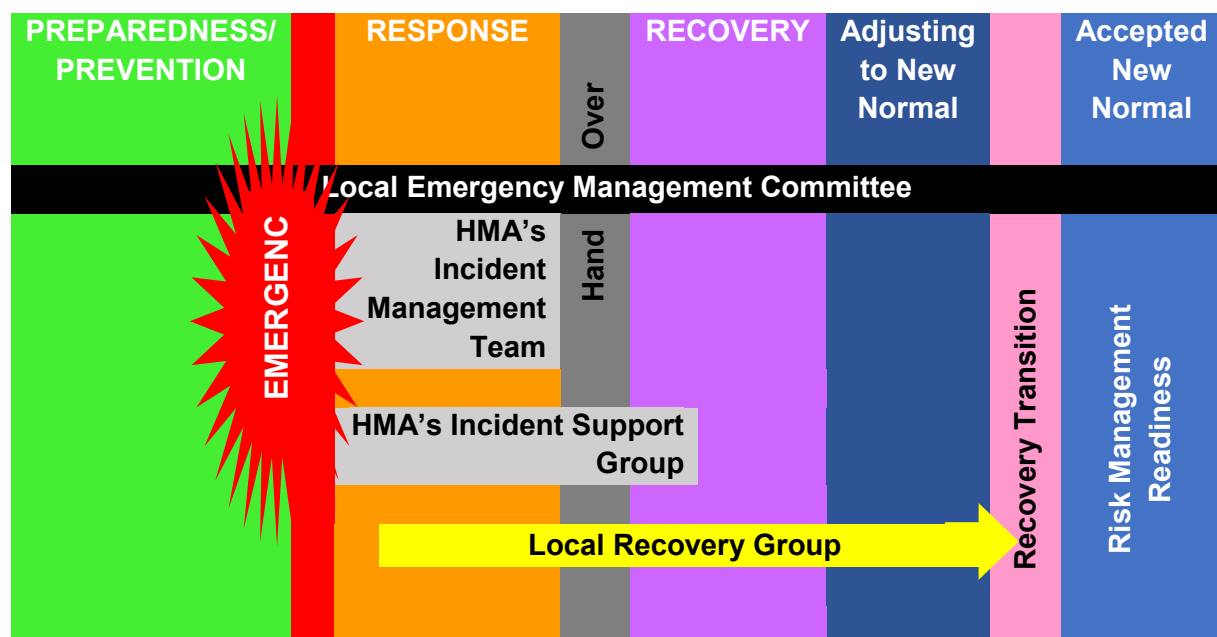 PREPAREDNESS/
PREVENTION
RESPONSE
RECOVERY
Adjusting
to New
Normal
Accepted
New
Normal
Hand Over
Local Emergency Management Committee
EMERGENC
HMA's
Incident
Management
Team
HMA's Incident Support
Group
Local Recovery Group
Recovery Transition
Risk Management
Readiness